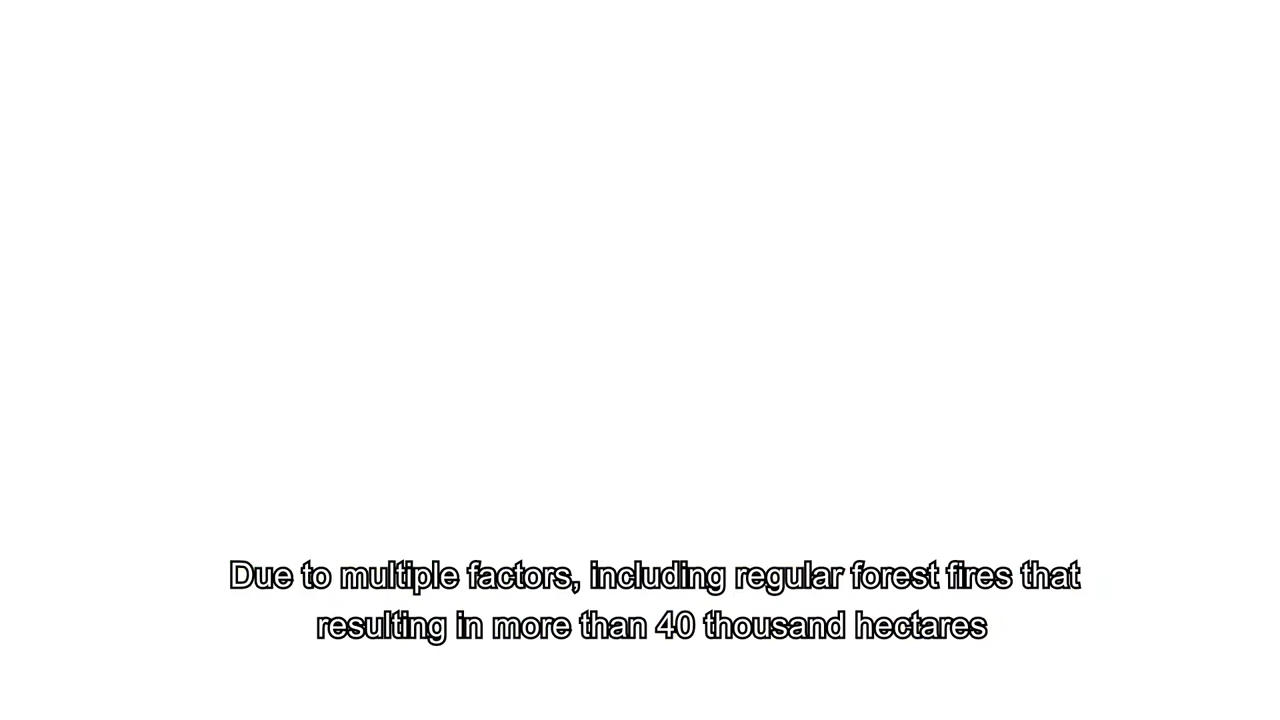 Due to multiple factors, including regular forest fires that
resulting in more than 40 thousand hectares